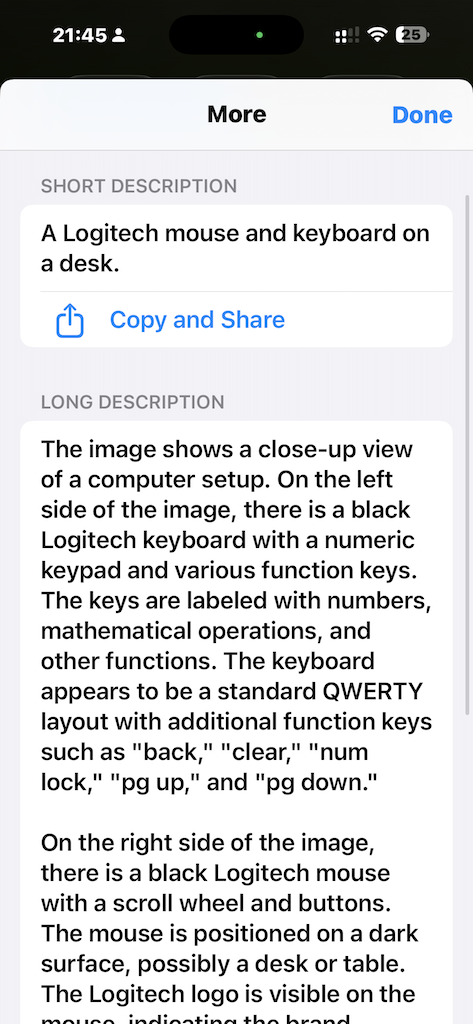 21:45
25
More
Done
SHORT DESCRIPTION
A Logitech mouse and keyboard on
a desk.
Copy and Share
LONG DESCRIPTION
The image shows a close-up view
of a computer setup. On the left
side of the image, there is a black
Logitech keyboard with a numeric
keypad and various function keys.
The keys are labeled with numbers,
mathematical operations, and
other functions. The keyboard
appears to be a standard QWERTY
layout with additional function keys
such as "back," "clear," "num
lock," "pg up," and "pg down."
On the right side of the image,
there is a black Logitech mouse
with a scroll wheel and buttons.
The mouse is positioned on a dark
surface, possibly a desk or table.
The Logitech logo is visible on the
mouse, indicating the brand